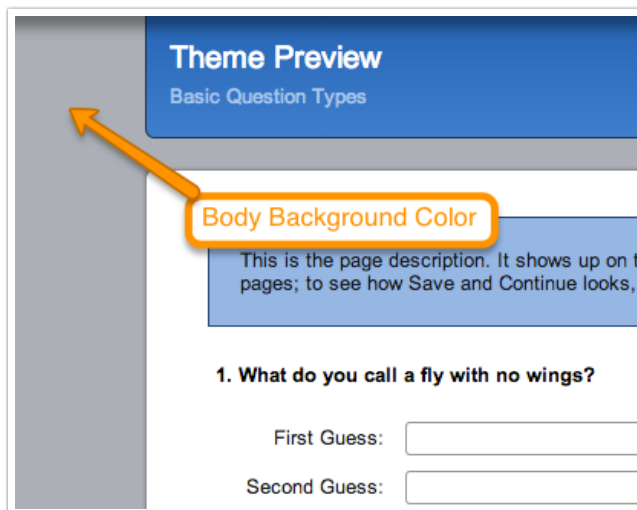 Theme Preview
Basic Question Types
Body Background Color
This is the page description. It shows up on
pages; to see how Save and Continue looks,
1. What do you call a fly with no wings?
First Guess:
Second Guess: